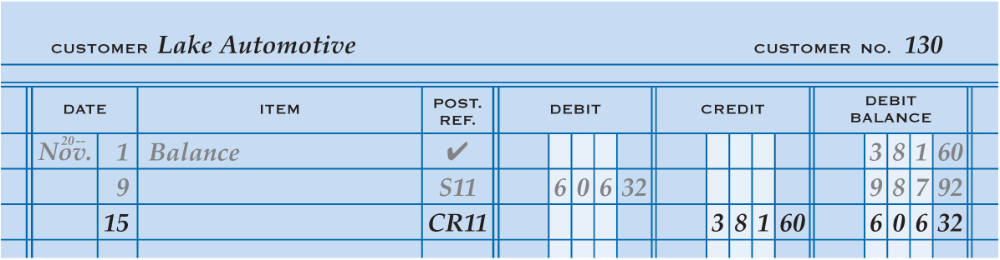 CUSTOMER Lake Automotive CUSTOMER NO. 130
DATE ITEM POST. REF. DEBIT CREDIT DEBIT BALANCE
20--
Nov. 1 Balance ✔ 381 60
9 S11 606 32 987 92
15 CR11 381 60 606 32